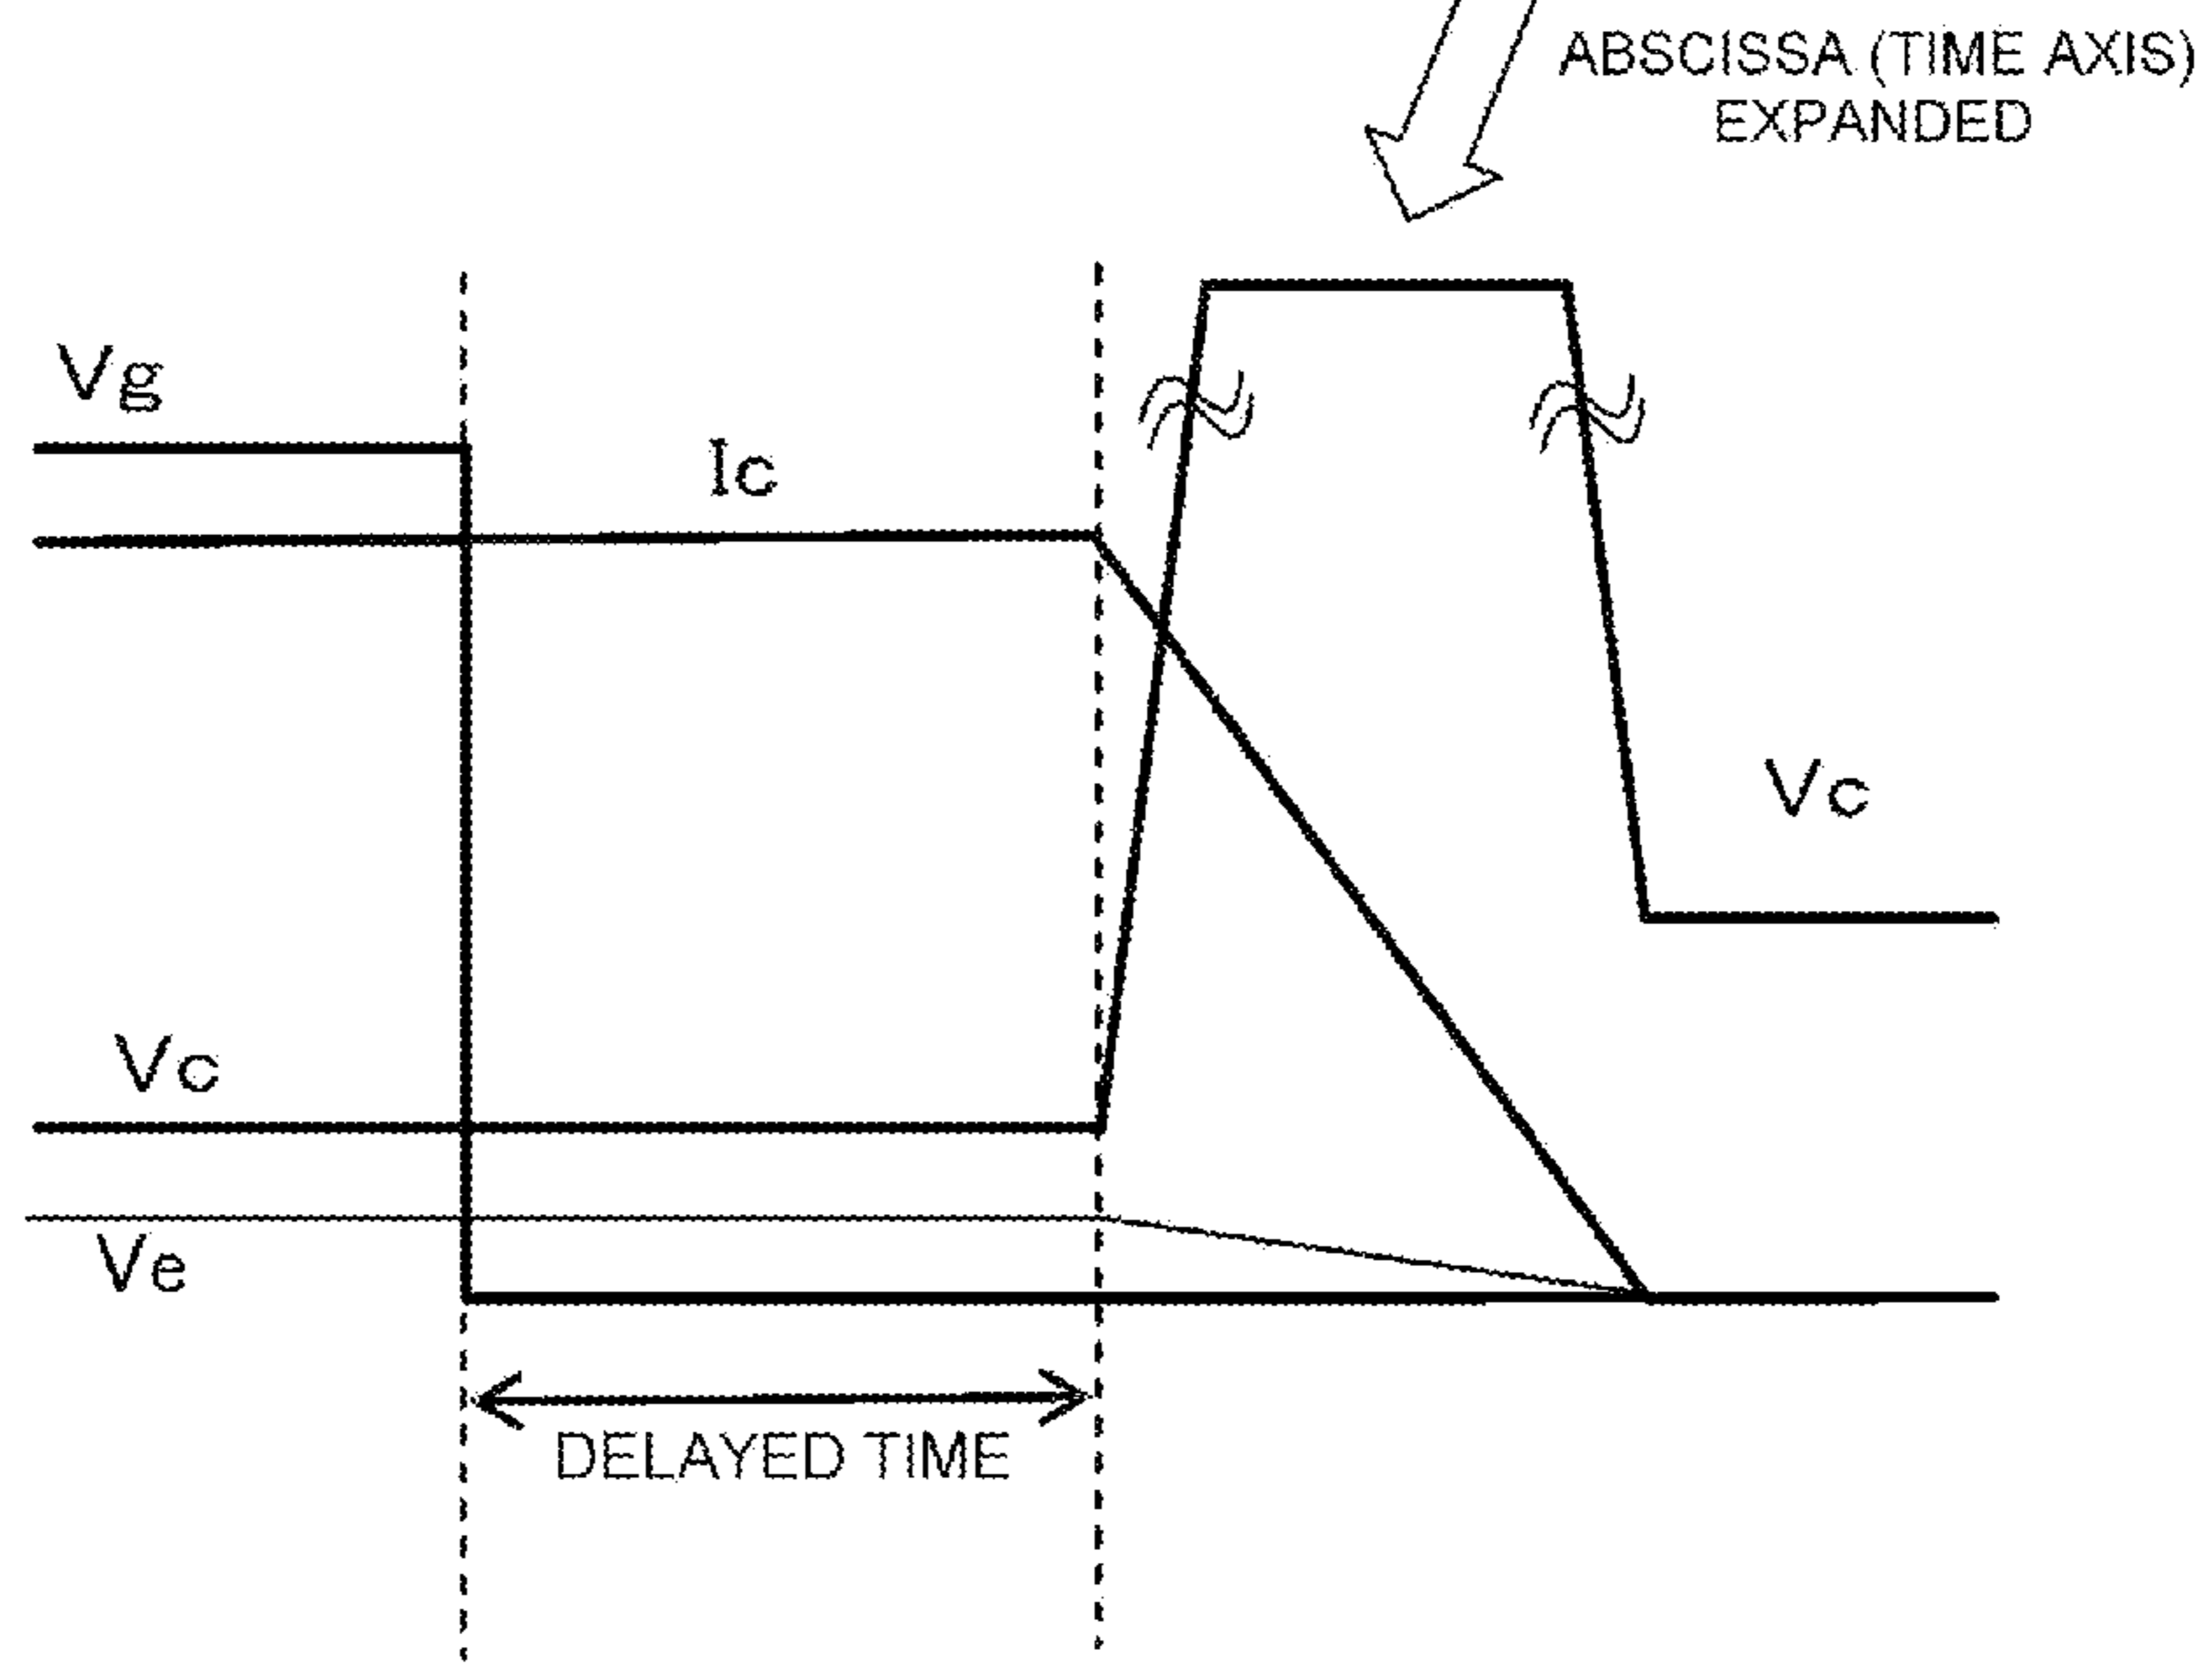 ABSCISSA (TIME AXIS)
EXPANDED
Vg
Ic
Vc
Vc
Ve
DELAYED TIME